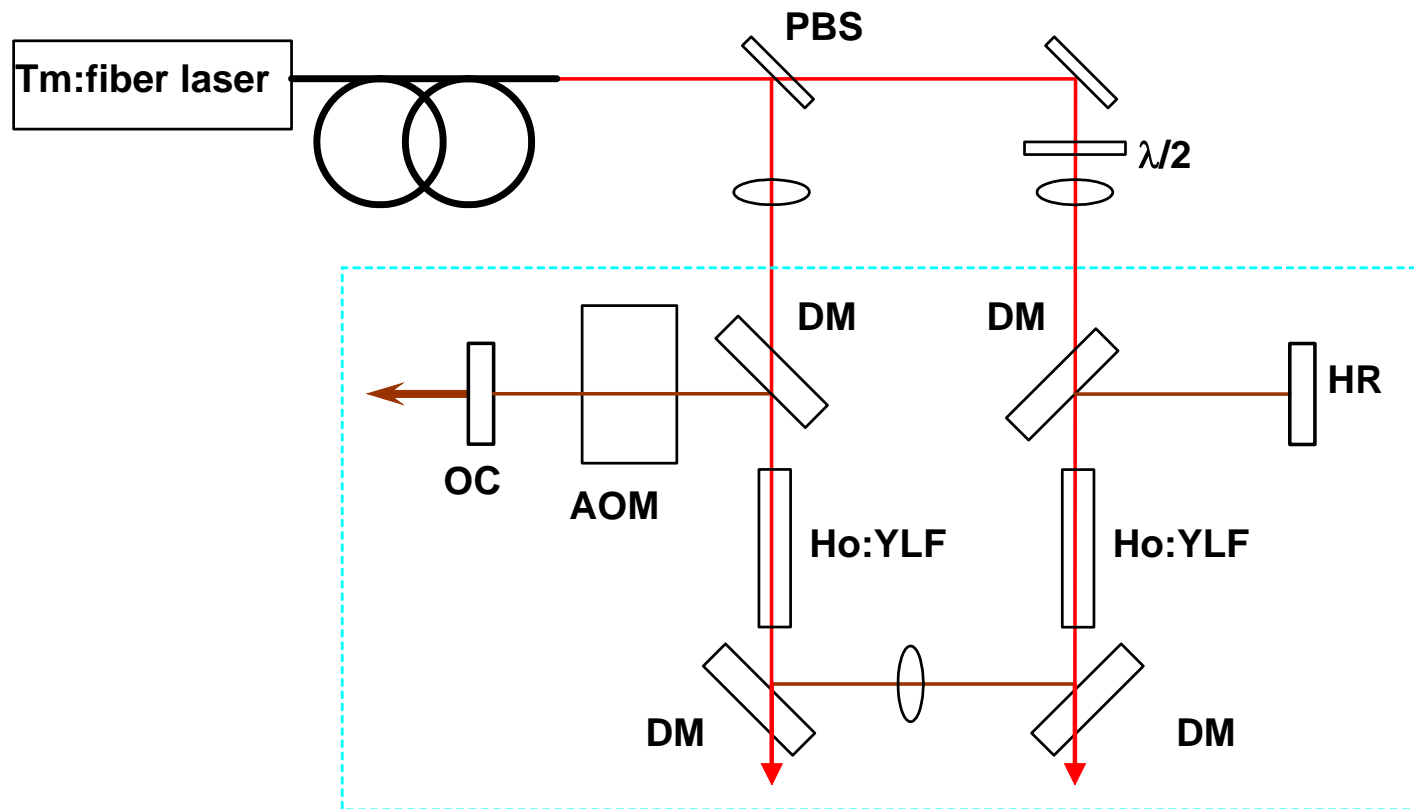 PBS
Tm:fiber laser
λ/2
DM
DM
HR
OC
AOM
Ho:YLF
Ho:YLF
DM
DM